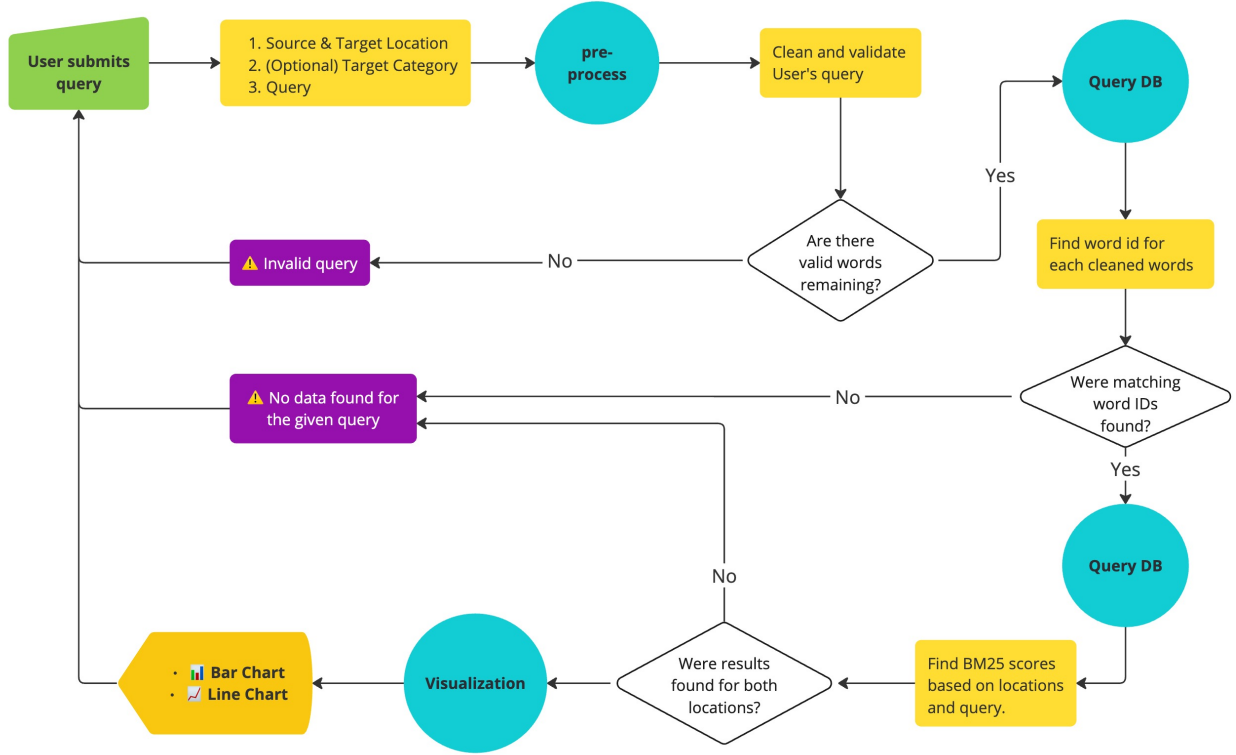 User submits
query
1. Source & Target Location
2. (Optional) Target Category
3. Query
pre-
process
Clean and validate
User's query
Query DB
Yes
Are there
valid words
remaining?
No
⚠️ Invalid query
Find word id for
each cleaned words
Were matching
word IDs
found?
No
⚠️ No data found for
the given query
Yes
Query DB
No
Find BM25 scores
based on locations
and query.
Were results
found for both
locations?
Visualization
· 📊 Bar Chart
· 📈 Line Chart